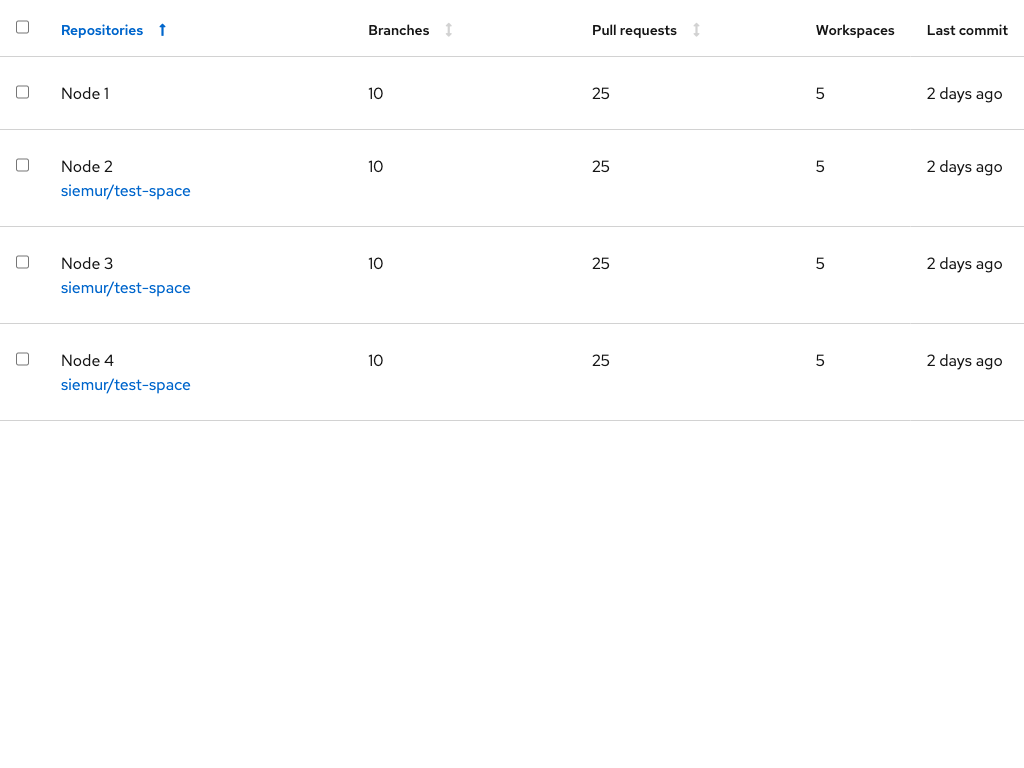 Repositories Branches Pull requests Workspaces Last commit
Node 1 10 25 5 2 days ago
Node 2 10 25 5 2 days ago
siemur/test-space
Node 3 10 25 5 2 days ago
siemur/test-space
Node 4 10 25 5 2 days ago
siemur/test-space